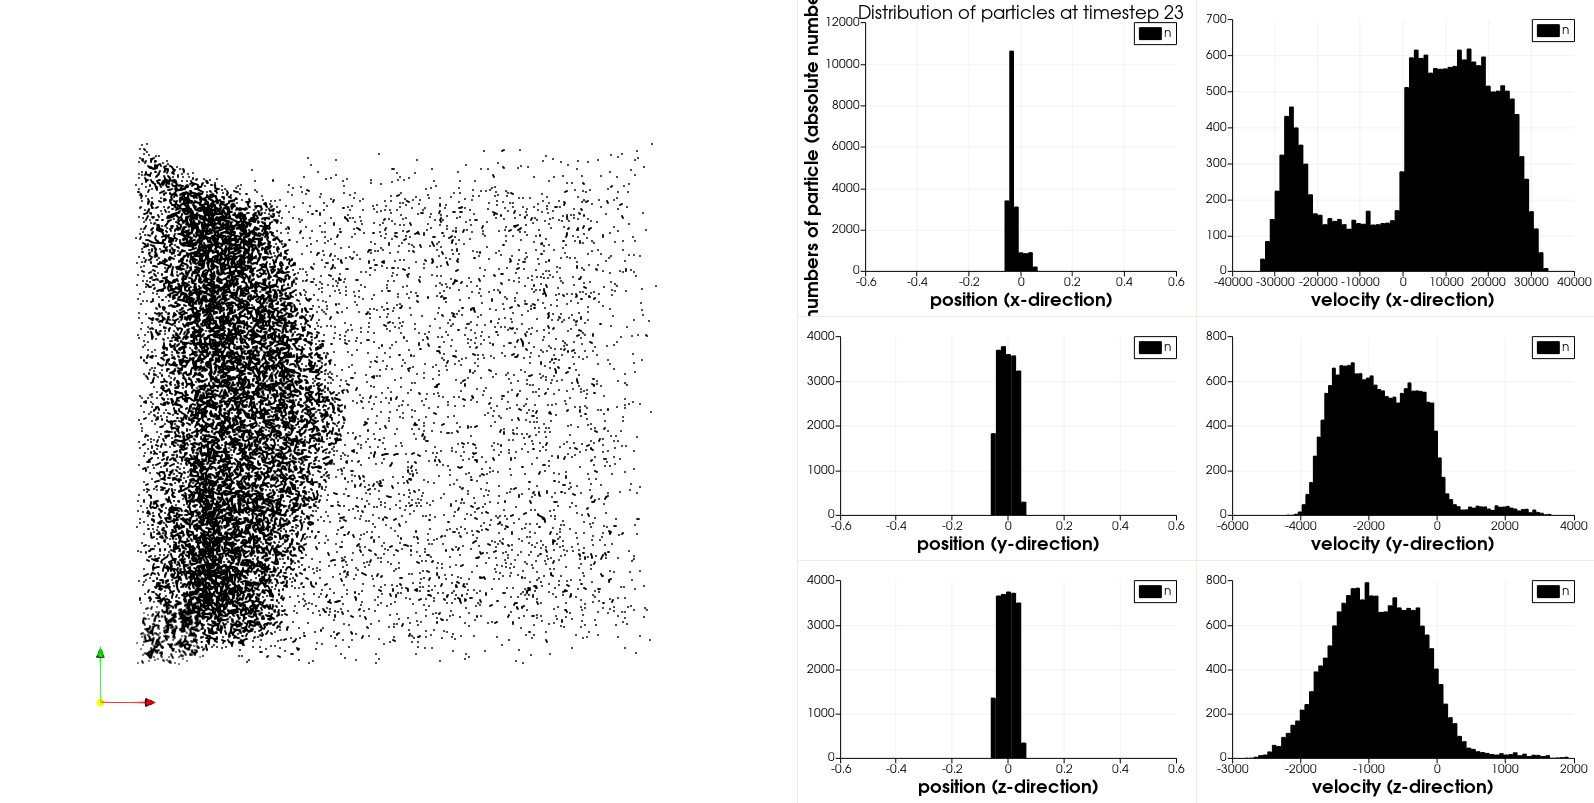 Distribution of particles at timestep 23
numbers of particle (absolute numbe
12000
10000
8000
6000
4000
2000
0
-0.6 -0.4 -0.2 0 0.2 0.4 0.6
position (x-direction)
n
700
600
500
400
300
200
100
0
-40000 -30000 -20000 -10000 0 10000 20000 30000 40000
velocity (x-direction)
n
4000
3000
2000
1000
0
-0.6 -0.4 -0.2 0 0.2 0.4 0.6
position (y-direction)
n
800
600
400
200
0
-6000 -4000 -2000 0 2000 4000
velocity (y-direction)
n
4000
3000
2000
1000
0
-0.6 -0.4 -0.2 0 0.2 0.4 0.6
position (z-direction)
n
800
600
400
200
0
-3000 -2000 -1000 0 1000 2000
velocity (z-direction)
n